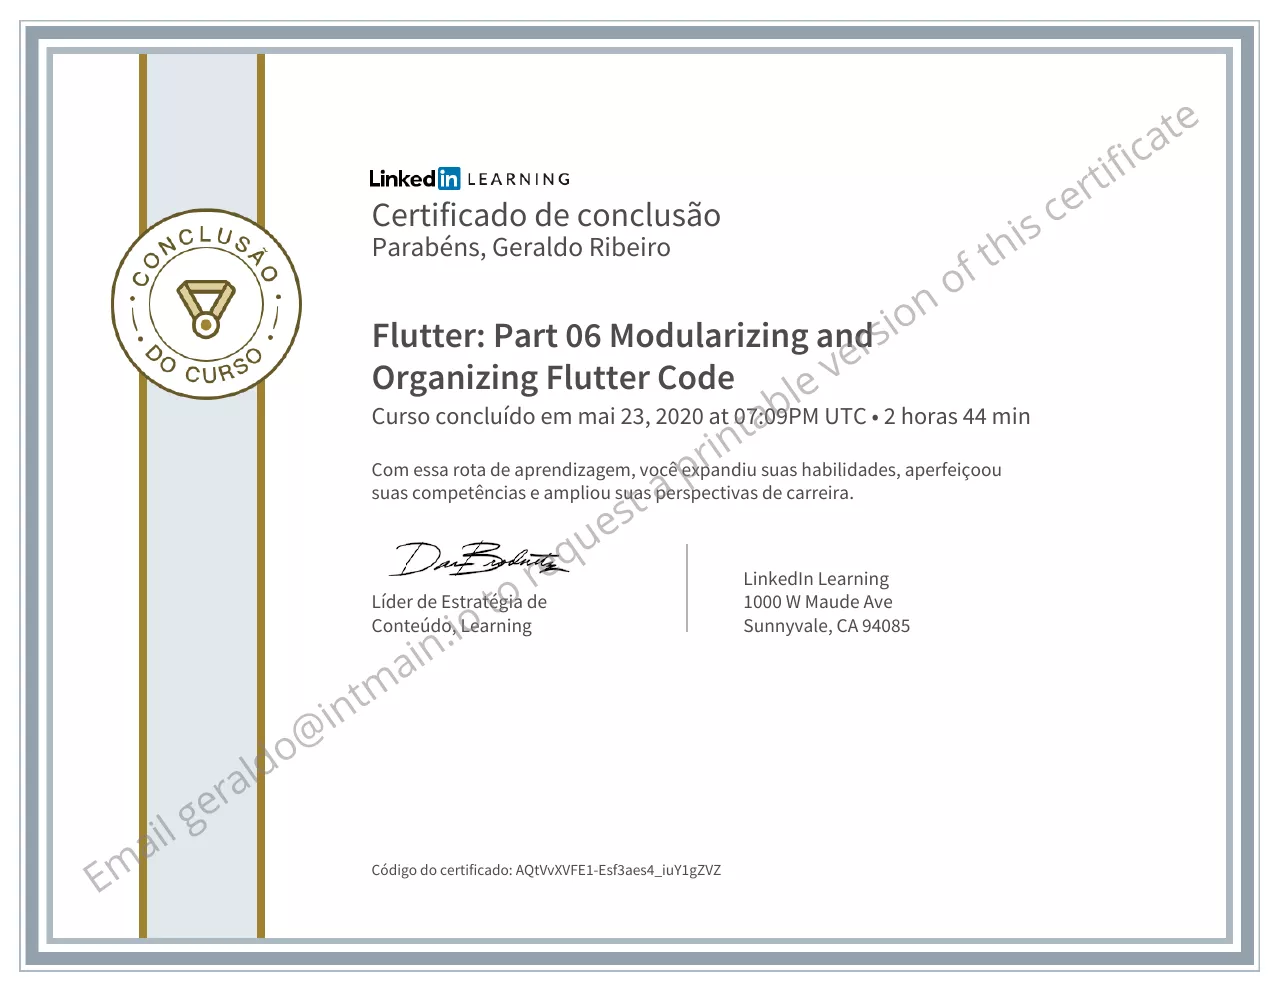 LinkedIn LEARNING
Certificado de conclusão
Parabéns, Geraldo Ribeiro
· CONCLUSÃO ·
· DO CURSO ·
Flutter: Part 06 Modularizing and
Organizing Flutter Code
Curso concluído em mai 23, 2020 at 07:09PM UTC • 2 horas 44 min
Com essa rota de aprendizagem, você expandiu suas habilidades, aperfeiçoou
suas competências e ampliou suas perspectivas de carreira.
Líder de Estratégia de
Conteúdo, Learning
LinkedIn Learning
1000 W Maude Ave
Sunnyvale, CA 94085
Email geraldo@intmain.io to request a printable version of this certificate
Código do certificado: AQtVvXVFE1-Esf3aes4_iuY1gZVZ